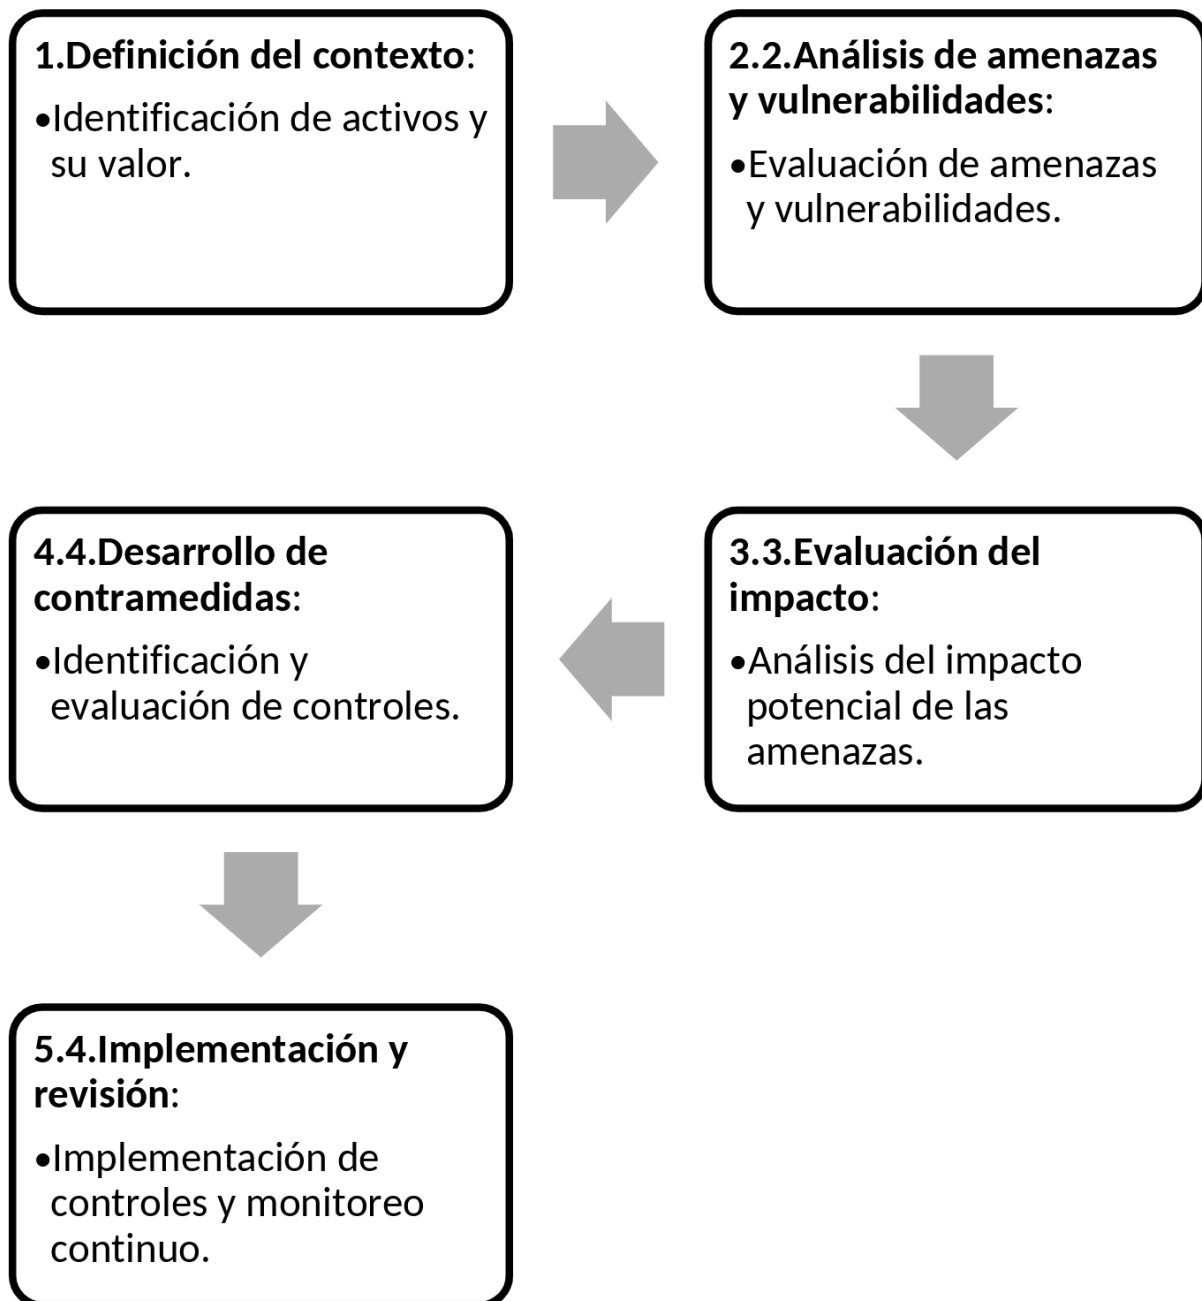 1.Definición del contexto:
•Identificación de activos y
su valor.
2.2.Análisis de amenazas
y vulnerabilidades:
•Evaluación de amenazas
y vulnerabilidades.
3.3.Evaluación del
impacto:
•Análisis del impacto
potencial de las
amenazas.
4.4.Desarrollo de
contramedidas:
•Identificación y
evaluación de controles.
5.4.Implementación y
revisión:
•Implementación de
controles y monitoreo
continuo.